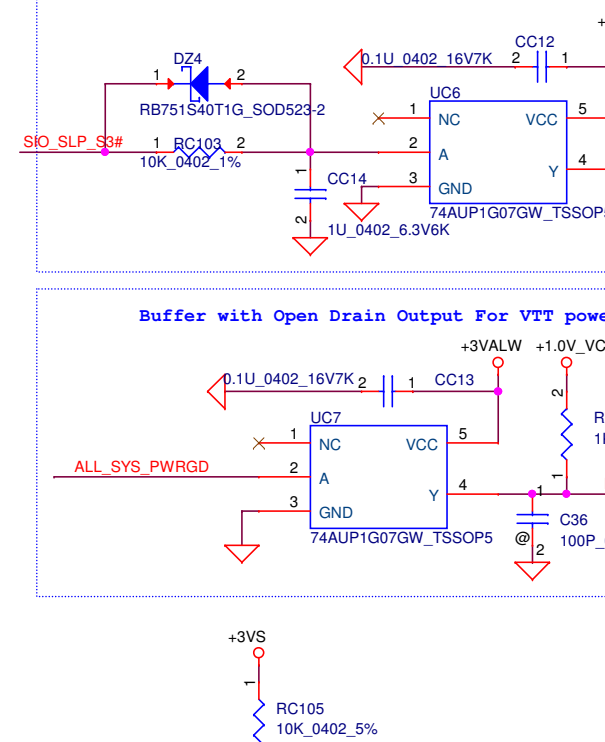 +
CC12
DZ4
0.1U_0402_16V7K 2 1
1 2
UC6
RB751S40T1G_SOD523-2
1 NC VCC 5
SIO_SLP_S3# 1 RC103 2
10K_0402_1%
2 A
Y 4
1 CC14
3 GND
74AUP1G07GW_TSSOP5
2 1U_0402_6.3V6K
Buffer with Open Drain Output For VTT powe
+3VALW +1.0V_VC
0.1U_0402_16V7K 2 1 CC13
2
UC7
R
1 NC VCC 5
1
ALL_SYS_PWRGD 2 A
1
Y 4
1
3 GND
C36
74AUP1G07GW_TSSOP5 @ 100P_
2
+3VS
1
RC105
10K_0402_5%